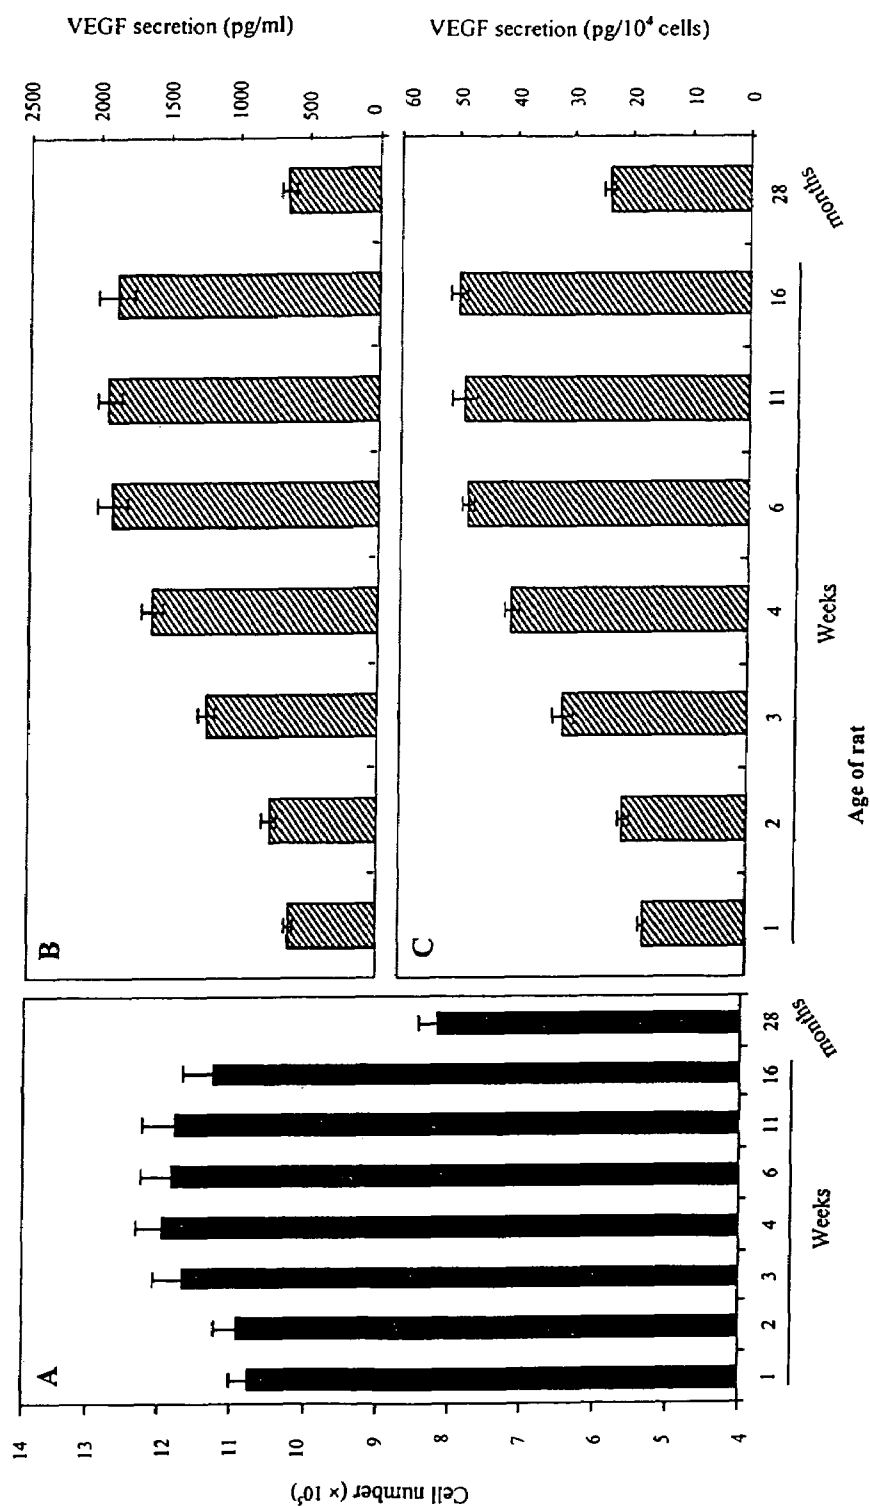 A
Cell number (× 10⁵)
14
13
12
11
10
9
8
7
6
5
4
1 2 3 4 6 11 16 28
Weeks
months
B
VEGF secretion (pg/ml)
2500
2000
1500
1000
500
0
C
VEGF secretion (pg/10⁴ cells)
60
50
40
30
20
10
0
1 2 3 4 6 11 16 28
Weeks
months
Age of rat